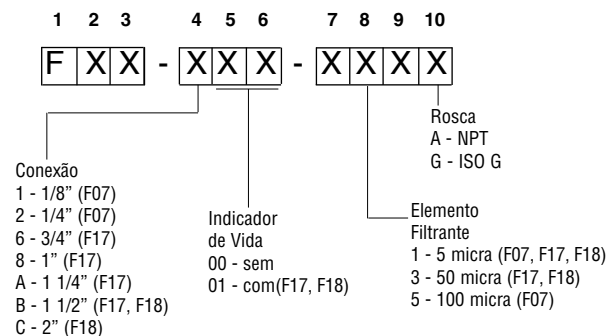 1 2 3 4 5 6 7 8 9 10
F X X - X X X - X X X X
Rosca
A - NPT
G - ISO G
Conexão
1 - 1/8” (F07)
2 - 1/4” (F07)
6 - 3/4” (F17)
8 - 1” (F17)
A - 1 1/4” (F17)
B - 1 1/2” (F17, F18)
C - 2” (F18)
Indicador
de Vida
00 - sem
01 - com(F17, F18)
Elemento
Filtrante
1 - 5 micra (F07, F17, F18)
3 - 50 micra (F17, F18)
5 - 100 micra (F07)